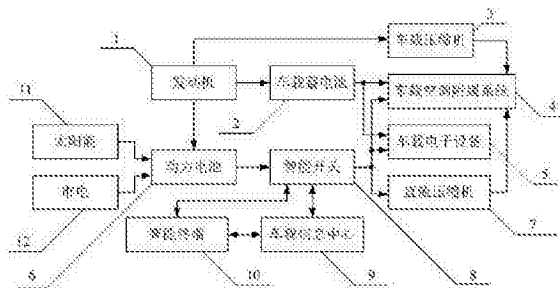 3
1
车载压缩机
11
发动机
车载蓄电池
车载空调附属系统
4
太阳能
2
车载电子设备
动力电池
智能开关
5
市电
直流压缩机
7
12
智能终端
车辆信息中心
6
10
9
8